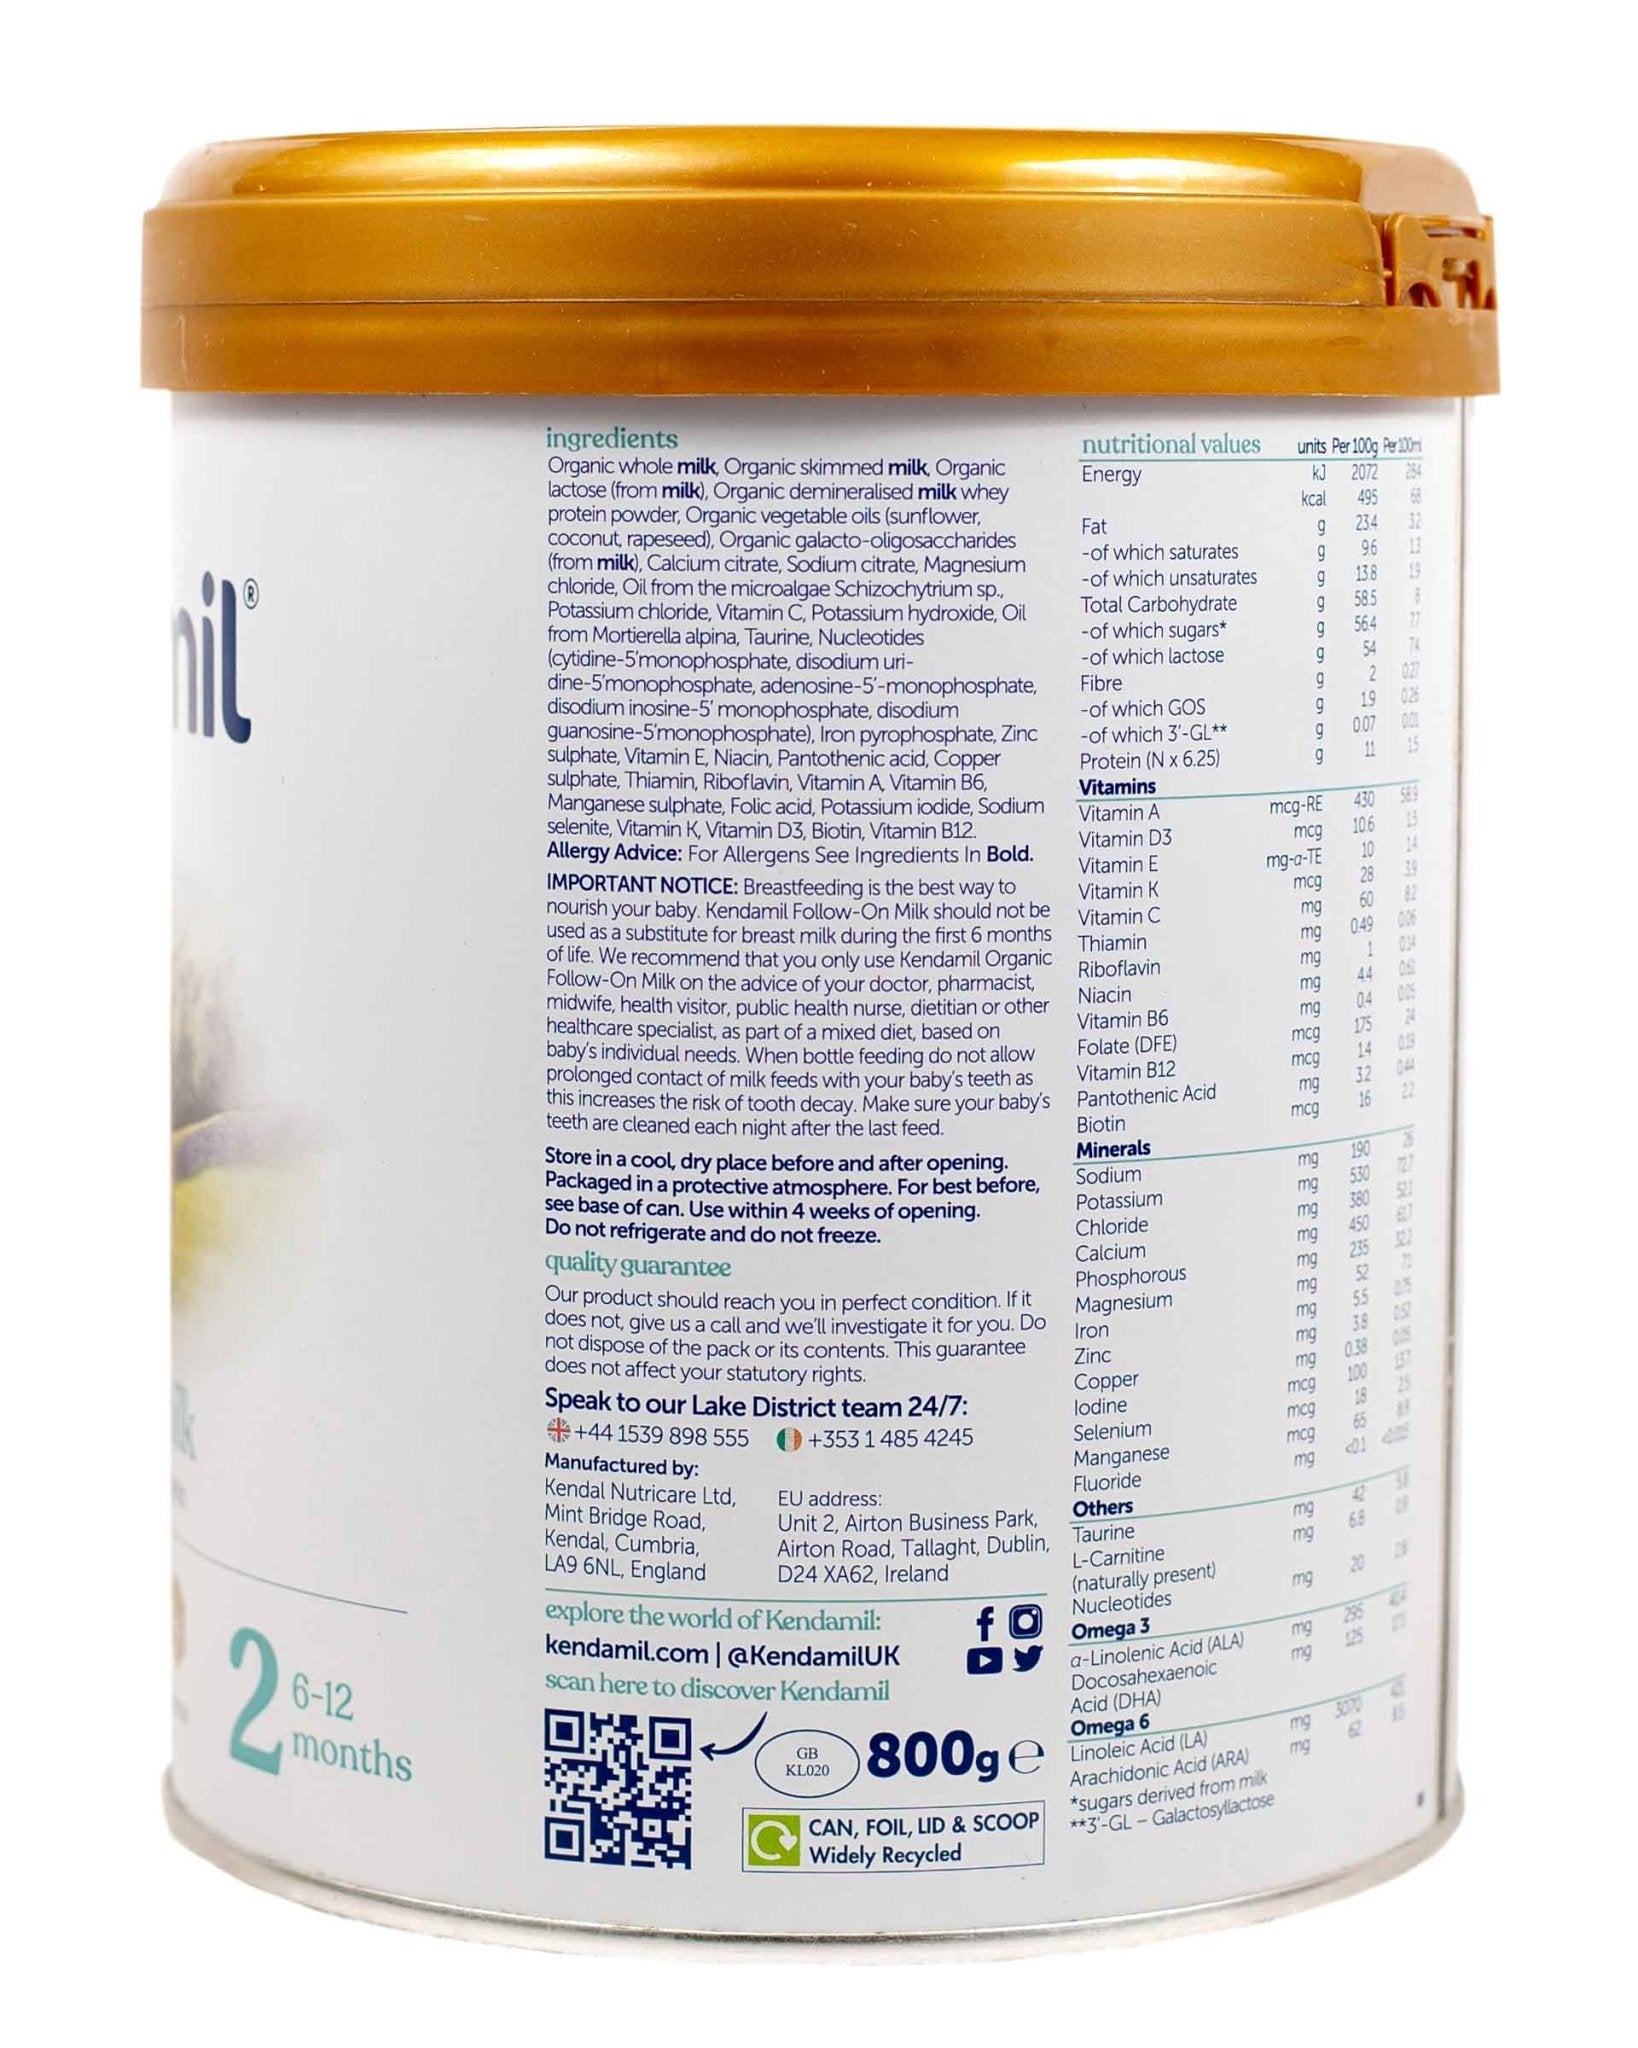 nil®
lk
2 6-12
months
ingredients
Organic whole milk, Organic skimmed milk, Organic
lactose (from milk), Organic demineralised milk whey
protein powder, Organic vegetable oils (sunflower,
coconut, rapeseed), Organic galacto-oligosaccharides
(from milk), Calcium citrate, Sodium citrate, Magnesium
chloride, Oil from the microalgae Schizochytrium sp.,
Potassium chloride, Vitamin C, Potassium hydroxide, Oil
from Mortierella alpina, Taurine, Nucleotides
(cytidine-5'monophosphate, disodium uri-
dine-5'monophosphate, adenosine-5'-monophosphate,
disodium inosine-5' monophosphate, disodium
guanosine-5'monophosphate), Iron pyrophosphate, Zinc
sulphate, Vitamin E, Niacin, Pantothenic acid, Copper
sulphate, Thiamin, Riboflavin, Vitamin A, Vitamin B6,
Manganese sulphate, Folic acid, Potassium iodide, Sodium
selenite, Vitamin K, Vitamin D3, Biotin, Vitamin B12.
Allergy Advice: For Allergens See Ingredients In Bold.
IMPORTANT NOTICE: Breastfeeding is the best way to
nourish your baby. Kendamil Follow-On Milk should not be
used as a substitute for breast milk during the first 6 months
of life. We recommend that you only use Kendamil Organic
Follow-On Milk on the advice of your doctor, pharmacist,
midwife, health visitor, public health nurse, dietitian or other
healthcare specialist, as part of a mixed diet, based on
baby's individual needs. When bottle feeding do not allow
prolonged contact of milk feeds with your baby's teeth as
this increases the risk of tooth decay. Make sure your baby's
teeth are cleaned each night after the last feed.
Store in a cool, dry place before and after opening.
Packaged in a protective atmosphere. For best before,
see base of can. Use within 4 weeks of opening.
Do not refrigerate and do not freeze.
quality guarantee
Our product should reach you in perfect condition. If it
does not, give us a call and we'll investigate it for you. Do
not dispose of the pack or its contents. This guarantee
does not affect your statutory rights.
Speak to our Lake District team 24/7:
+44 1539 898 555 +353 1 485 4245
Manufactured by:
Kendal Nutricare Ltd,
Mint Bridge Road,
Kendal, Cumbria,
LA9 6NL, England
EU address:
Unit 2, Airton Business Park,
Airton Road, Tallaght, Dublin,
D24 XA62, Ireland
explore the world of Kendamil:
kendamil.com | @KendamilUK
scan here to discover Kendamil
GB
KL020
800g e
CAN, FOIL, LID & SCOOP
Widely Recycled
nutritional values units Per 100g Per 100ml
Energy kJ 2072 284
kcal 495 68
Fat g 23.4 3.2
-of which saturates g 9.6 1.3
-of which unsaturates g 13.8 1.9
Total Carbohydrate g 58.5 8
-of which sugars* g 56.4 7.7
-of which lactose g 54 7.4
Fibre g 2 0.27
-of which GOS g 1.9 0.26
-of which 3'-GL** g 0.07 0.01
Protein (N x 6.25) g 11 1.5
Vitamins
Vitamin A mcg-RE 430 58.9
Vitamin D3 mcg 10.6 1.5
Vitamin E mg-α-TE 10 1.4
Vitamin K mcg 28 3.9
Vitamin C mg 60 8.2
Thiamin mg 0.49 0.06
Riboflavin mg 1 0.14
Niacin mg 4.4
Vitamin B6 mg 0.4 0.05
Folate (DFE) mcg 175 24
Vitamin B12 mcg 1.4 0.19
Pantothenic Acid mg 3.2 0.44
Biotin mcg 16 2.2
Minerals
Sodium mg 190 26
Potassium mg 530 72.7
Chloride mg 380 52.1
Calcium mg 450 61.7
Phosphorous mg 235 32.2
Magnesium mg 52 7.1
Iron mg 5.5 0.75
Zinc mg 3.8 0.52
Copper mg 0.38 0.05
Iodine mcg 100 13.7
Selenium mcg 18 2.5
Manganese mcg 65 8.9
Fluoride mg <0.1
Others
Taurine mg 42 5.8
L-Carnitine mg 6.8
(naturally present)
Nucleotides mg 20 2.8
Omega 3
α-Linolenic Acid (ALA) mg 295 40.4
Docosahexaenoic mg 125
Acid (DHA)
Omega 6
Linoleic Acid (LA) mg 3070
Arachidonic Acid (ARA) mg 62 8.5
*sugars derived from milk
**3'-GL – Galactosyllactose